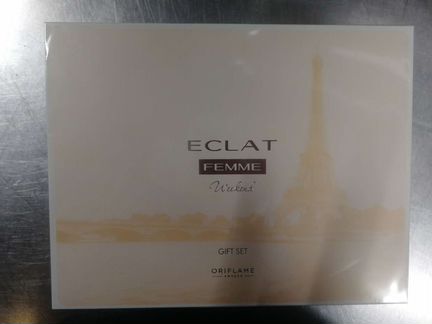 ECLAT
FEMME
Weekend
GIFT SET
ORIFLAME
SWEDEN